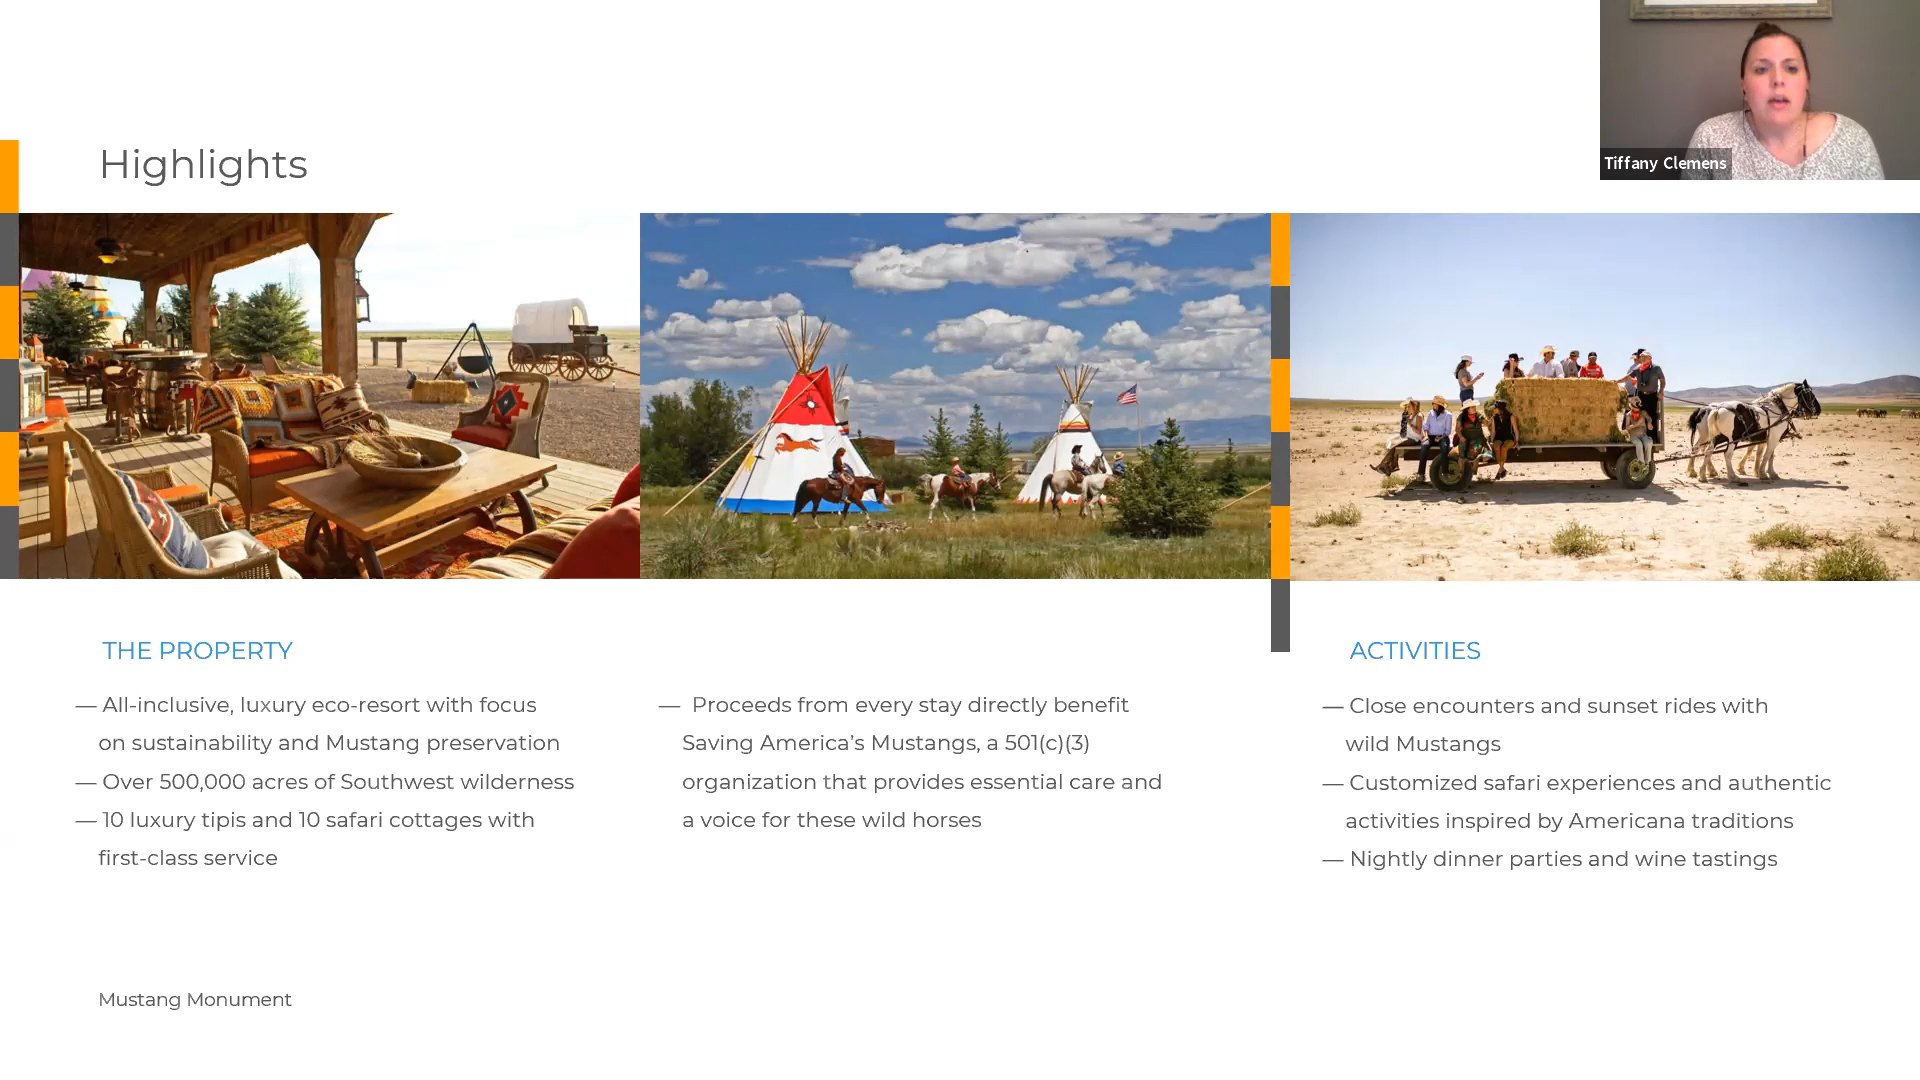 Tiffany Clemens
Highlights
THE PROPERTY
— All-inclusive, luxury eco-resort with focus
on sustainability and Mustang preservation
— Over 500,000 acres of Southwest wilderness
— 10 luxury tipis and 10 safari cottages with
first-class service
— Proceeds from every stay directly benefit
Saving America’s Mustangs, a 501(c)(3)
organization that provides essential care and
a voice for these wild horses
ACTIVITIES
— Close encounters and sunset rides with
wild Mustangs
— Customized safari experiences and authentic
activities inspired by Americana traditions
— Nightly dinner parties and wine tastings
Mustang Monument